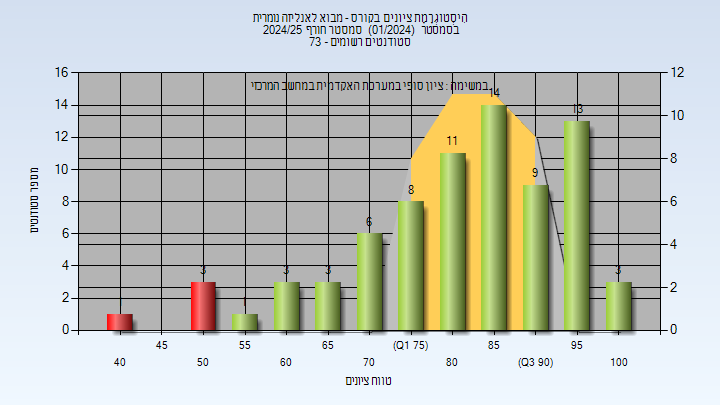 היסטוגרמת ציונים בקורס - מבוא לאנליזה נומרית
בסמסטר (01/2024) סמסטר חורף 2024/25
סטודנטים רשומים - 73
במשימה : ציון סופי במערכת האקדמית במחשב המרכזי
16 14 12 10 8 6 4 2 0
מספר סטודנטים
12 10 8 6 4 2 0
3 1 3 3 6 8 11 14 9 13 3
45 55 65 (Q1 75) 85 95
40 50 60 70 80 (Q3 90) 100
טווח ציונים